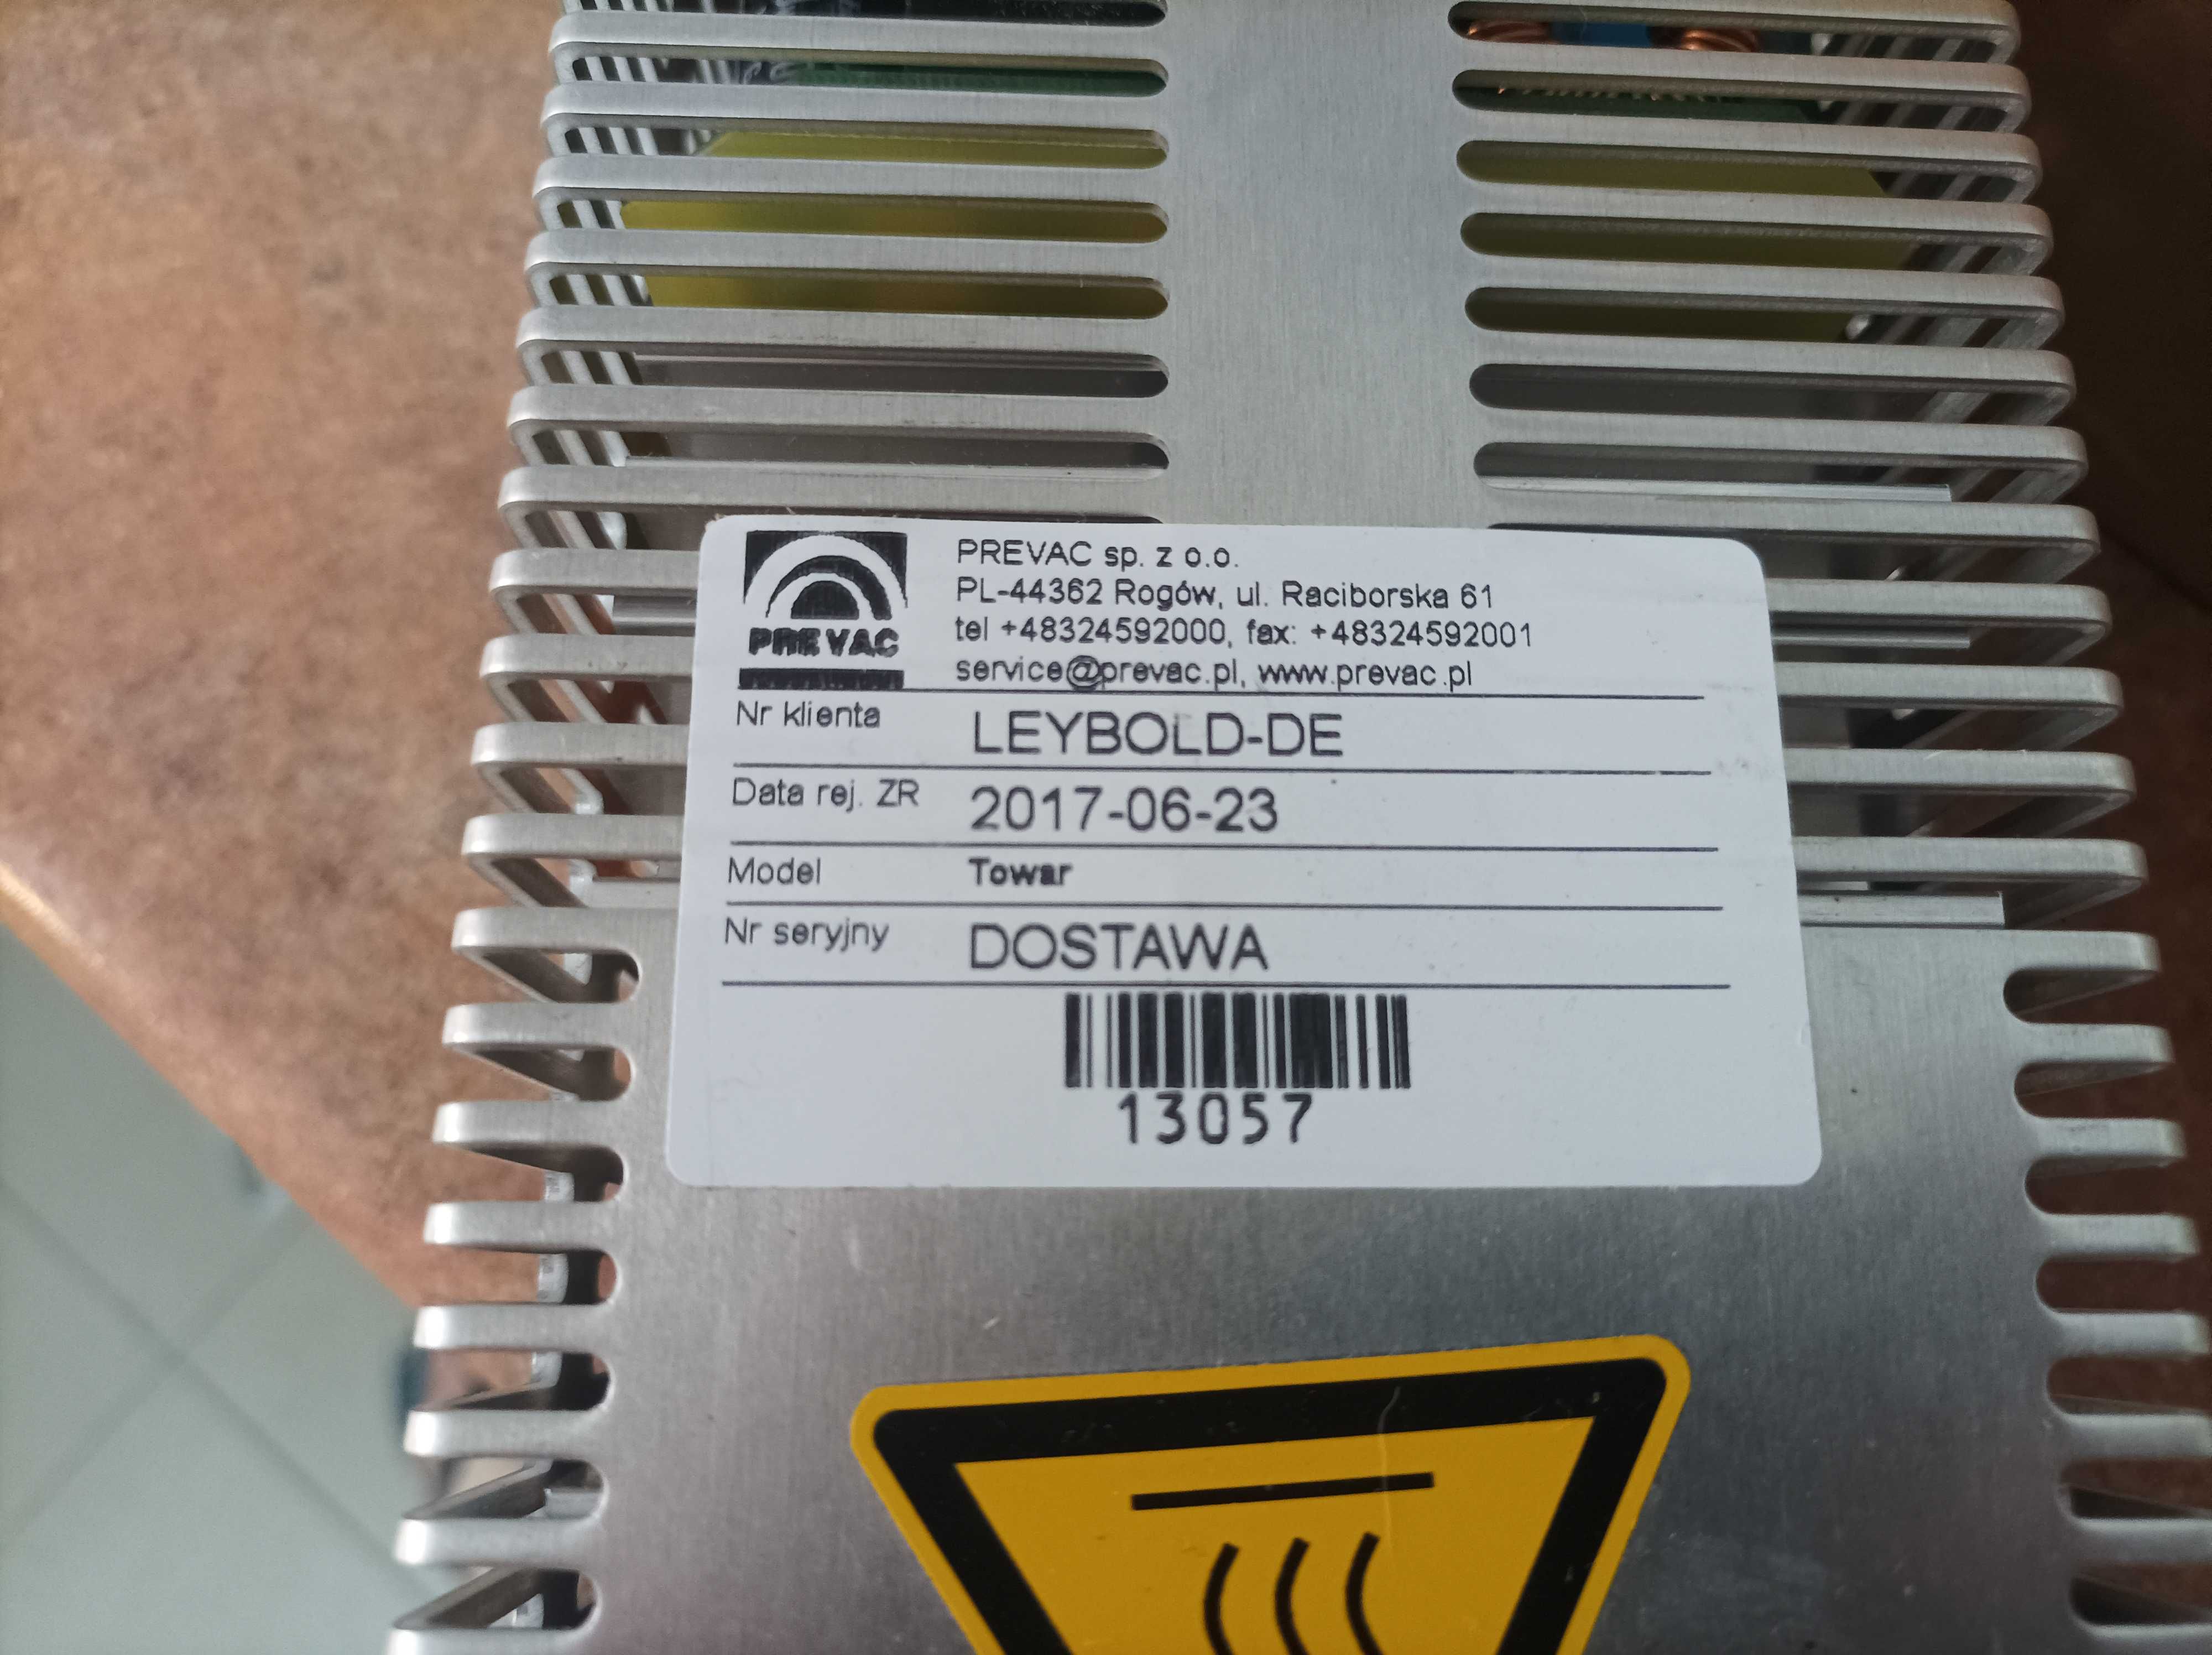 PREVAC
PREVAC sp. z o.o.
PL-44362 Rogów, ul. Raciborska 61
tel +48324592000, fax: +48324592001
service@prevac.pl, www.prevac.pl
Nr klienta LEYBOLD-DE
Data rej. ZR 2017-06-23
Model Towar
Nr seryjny DOSTAWA
13057